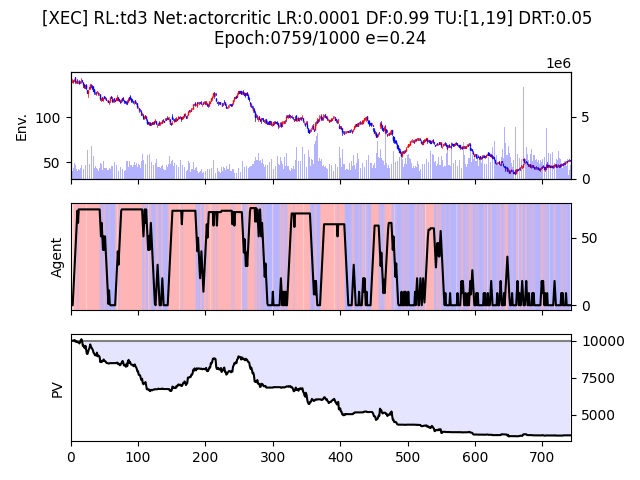 [XEC] RL:td3 Net:actorcritic LR:0.0001 DF:0.99 TU:[1,19] DRT:0.05
Epoch:0759/1000 e=0.24
1e6
Env.
100
50
5
0
Agent
50
0
PV
10000
7500
5000
0 100 200 300 400 500 600 700